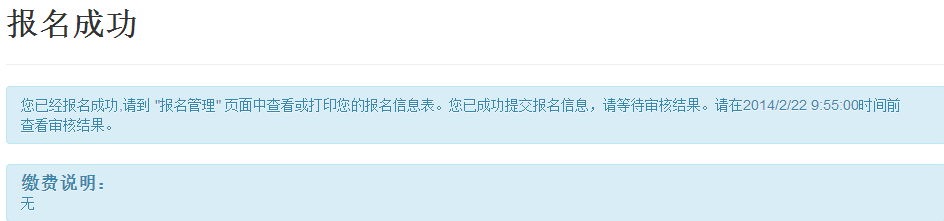 报名成功
您已经报名成功,请到 "报名管理" 页面中查看或打印您的报名信息表。您已成功提交报名信息，请等待审核结果。请在2014/2/22 9:55:00时间前
查看审核结果。
缴费说明：
无